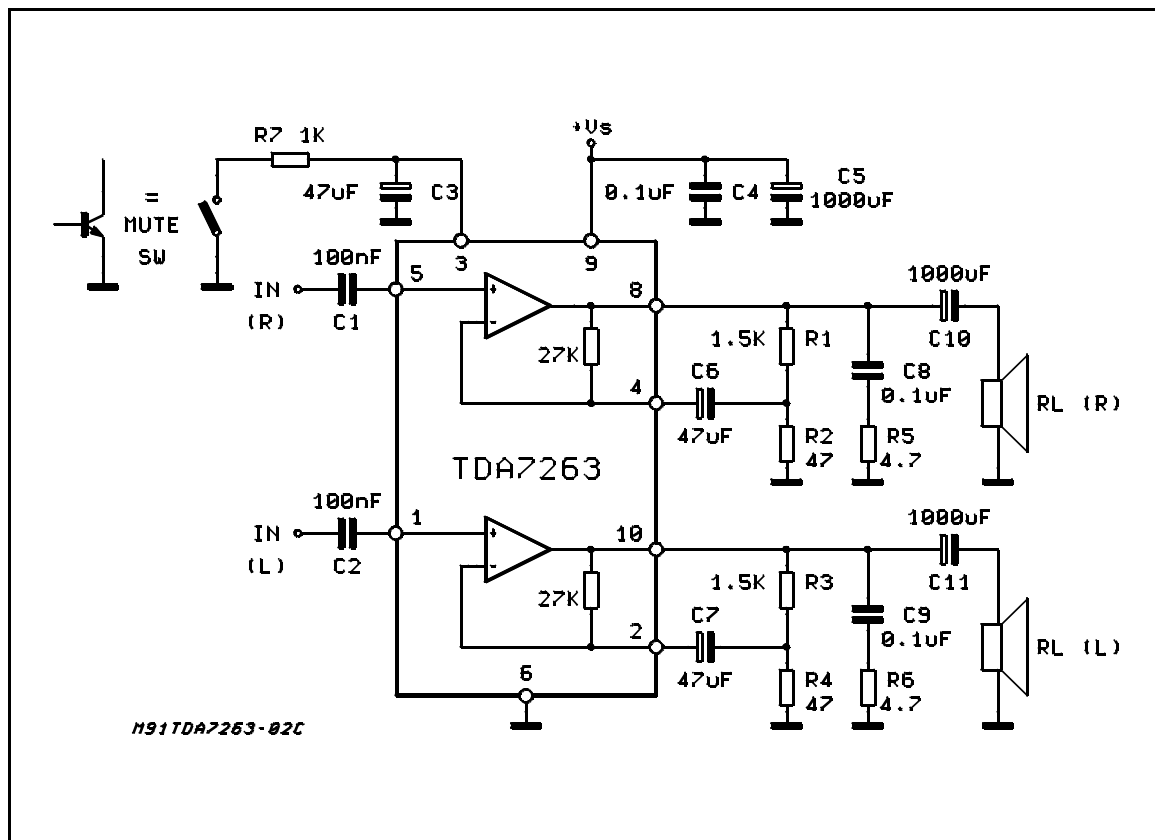 +Vs
R7 1K
47uF
C3
0.1uF
C4
C5
1000uF
=
MUTE
SW
3
9
100nF
5
8
1000uF
IN
(R)
C1
+
-
27K
1.5K
R1
C10
C6
C8
0.1uF
4
47uF
R2
47
R5
4.7
RL (R)
TDA7263
100nF
1
10
1000uF
IN
(L)
C2
+
-
27K
1.5K
R3
C11
C7
C9
0.1uF
2
47uF
R4
47
R6
4.7
RL (L)
6
M91TDA7263-02C